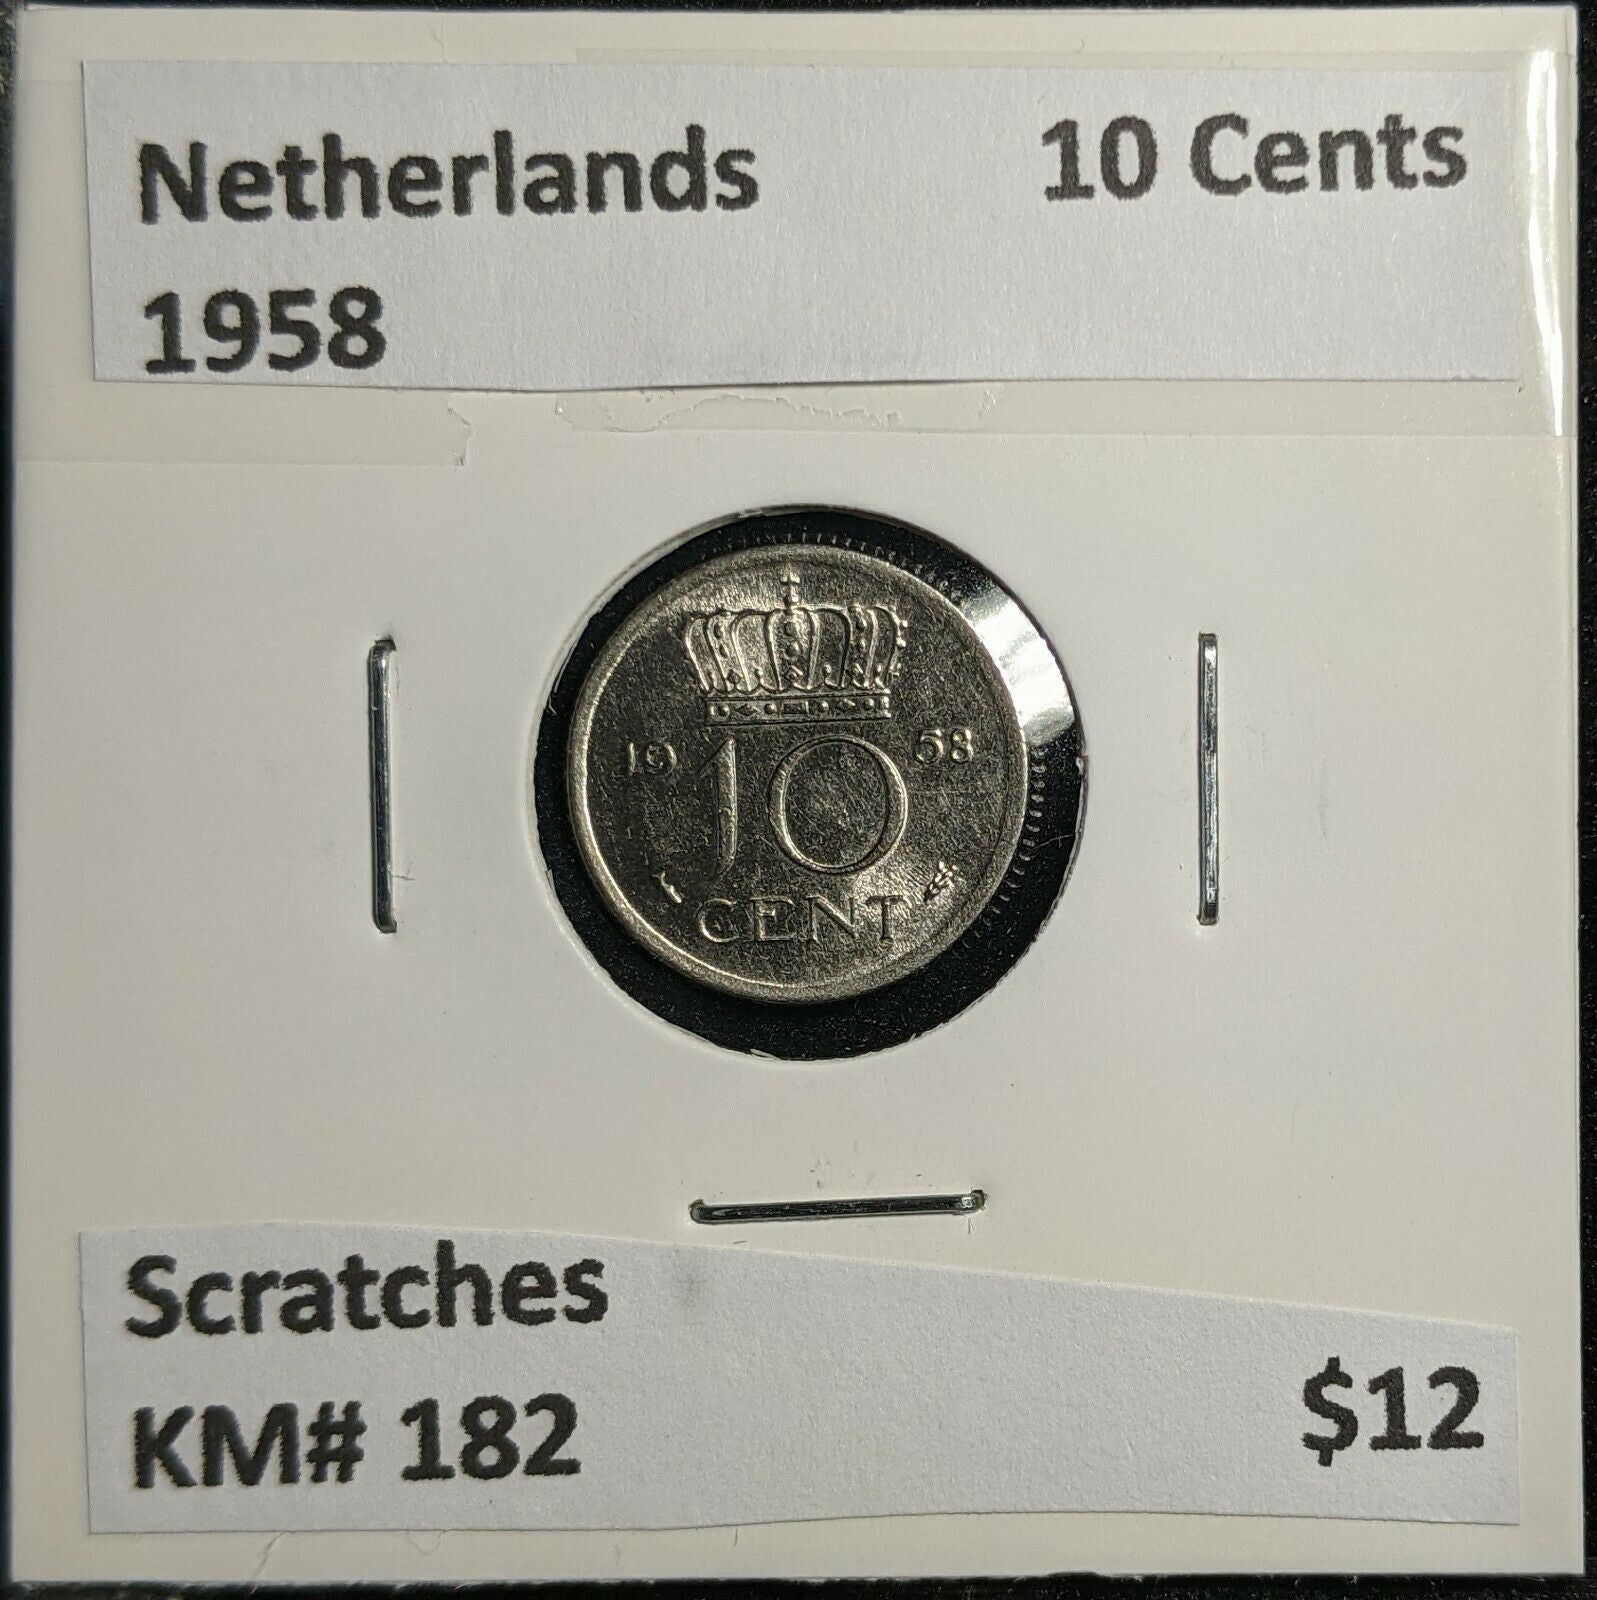 Netherlands 10 Cents
1958
19 10 58
CENT
Scratches
KM# 182 $12